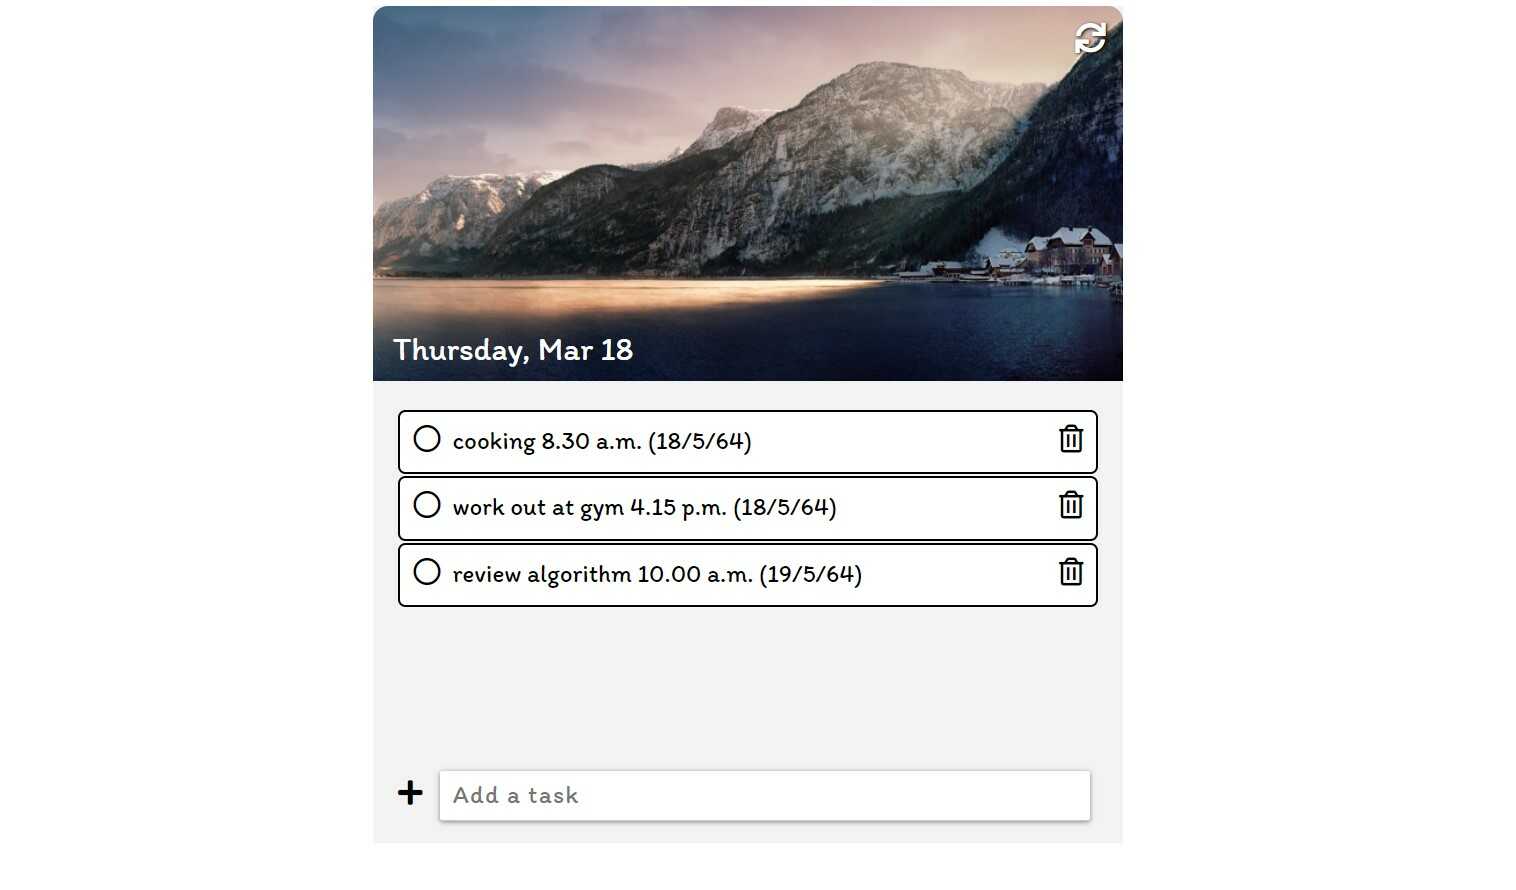 Thursday, Mar 18
cooking 8.30 a.m. (18/5/64)
work out at gym 4.15 p.m. (18/5/64)
review algorithm 10.00 a.m. (19/5/64)
Add a task